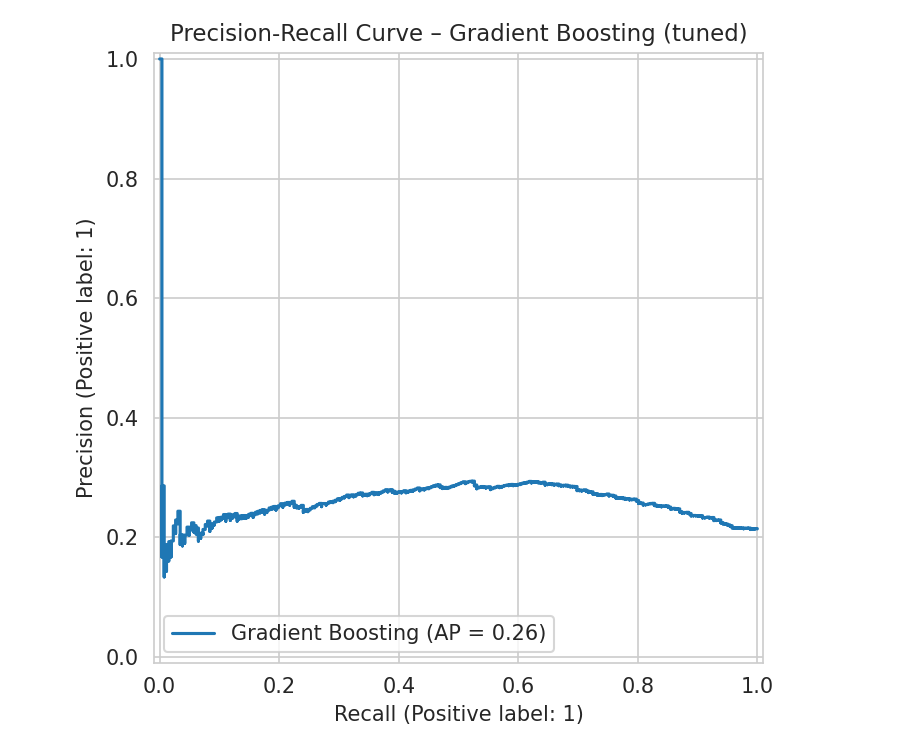 Precision-Recall Curve – Gradient Boosting (tuned)
1.0
0.8
0.6
0.4
0.2
0.0
Precision (Positive label: 1)
Gradient Boosting (AP = 0.26)
0.0 0.2 0.4 0.6 0.8 1.0
Recall (Positive label: 1)